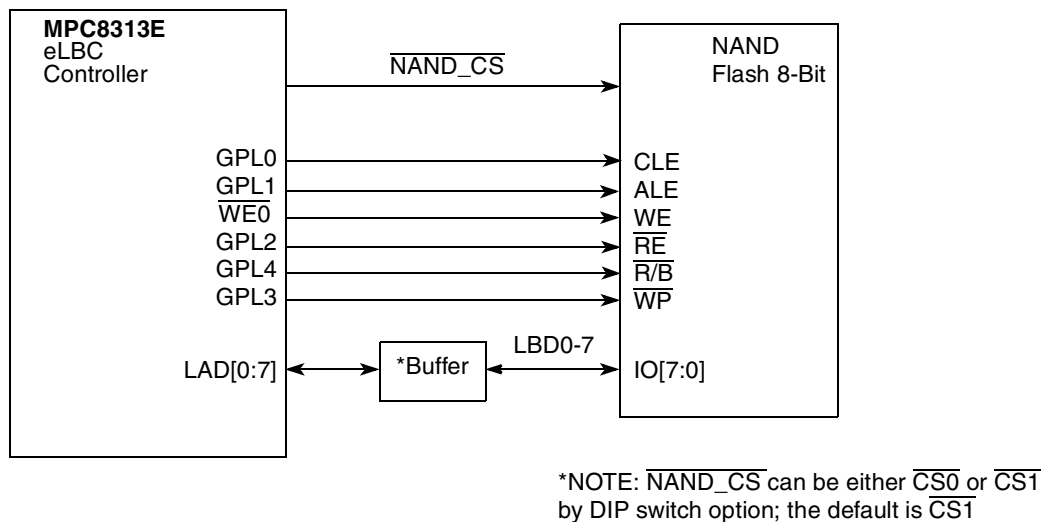 MPC8313E
eLBC
Controller
NAND_CS
NAND
Flash 8-Bit
GPL0
GPL1
WE0
GPL2
GPL4
GPL3
CLE
ALE
WE
RE
R/B
WP
LAD[0:7]
*Buffer
LBD0-7
IO[7:0]
*NOTE: NAND_CS can be either CS0 or CS1
by DIP switch option; the default is CS1